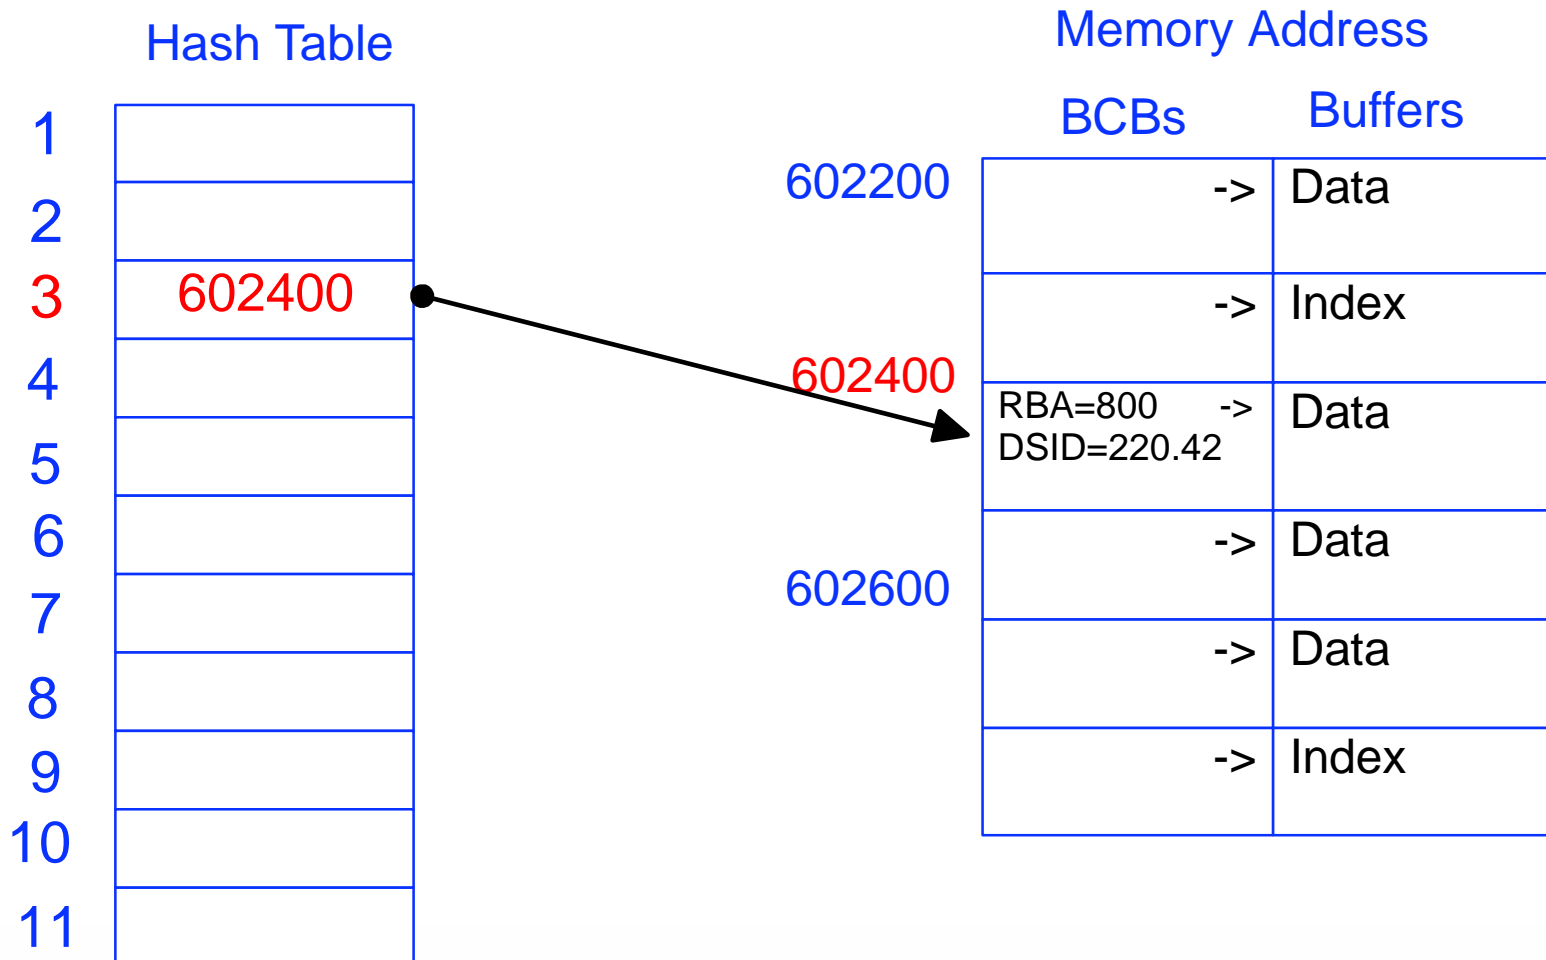 Hash Table
Memory Address
BCBs
Buffers
1
2
3 602400
4
5
6
7
8
9
10
11
602200
602400
602600
-> Data
-> Index
RBA=800 -> Data
DSID=220.42
-> Data
-> Data
-> Index